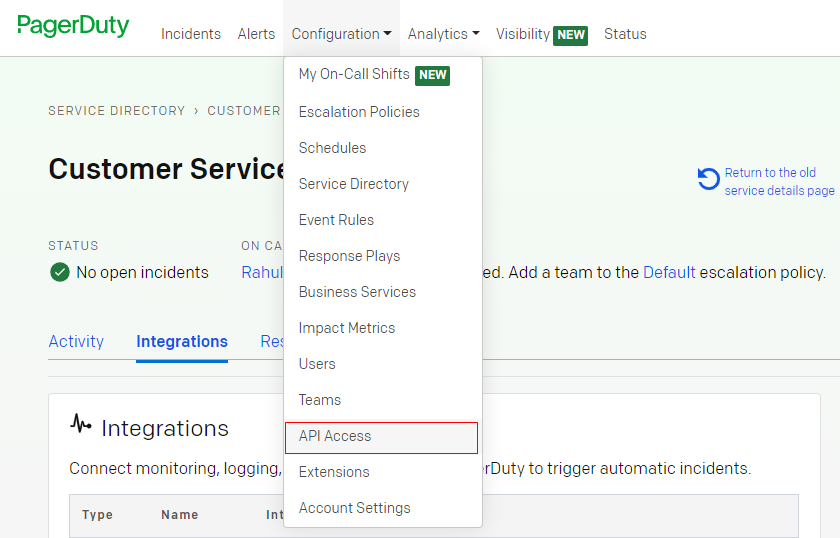 PagerDuty
Incidents Alerts Configuration Analytics Visibility NEW Status
My On-Call Shifts NEW
Escalation Policies
Schedules
Service Directory
Event Rules
Response Plays
Business Services
Impact Metrics
Users
Teams
API Access
Extensions
Account Settings
SERVICE DIRECTORY › CUSTOMER
Customer Service
Return to the old
service details page
STATUS
No open incidents
ON CA
Rahul
ed. Add a team to the Default escalation policy.
Activity Integrations Res
Integrations
Connect monitoring, logging, rDuty to trigger automatic incidents.
Type Name Int